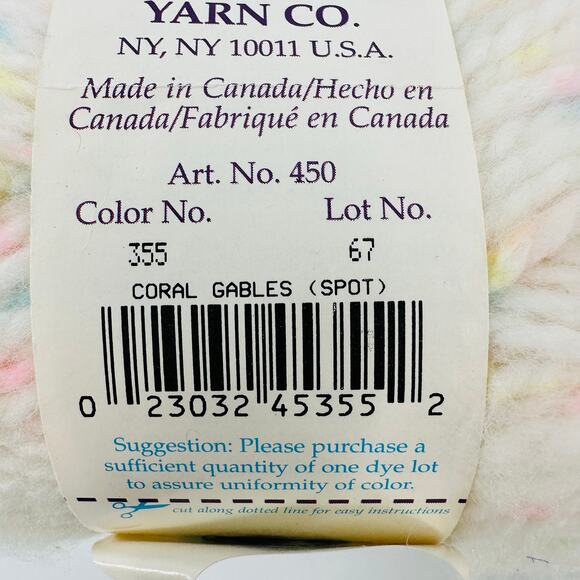 YARN CO.
NY, NY 10011 U.S.A.
Made in Canada/Hecho en
Canada/Fabriqué en Canada
Art. No. 450
Color No. Lot No.
355 67
CORAL GABLES (SPOT)
0 23032 45355 2
Suggestion: Please purchase a
sufficient quantity of one dye lot
to assure uniformity of color.
cut along dotted line for easy instructions